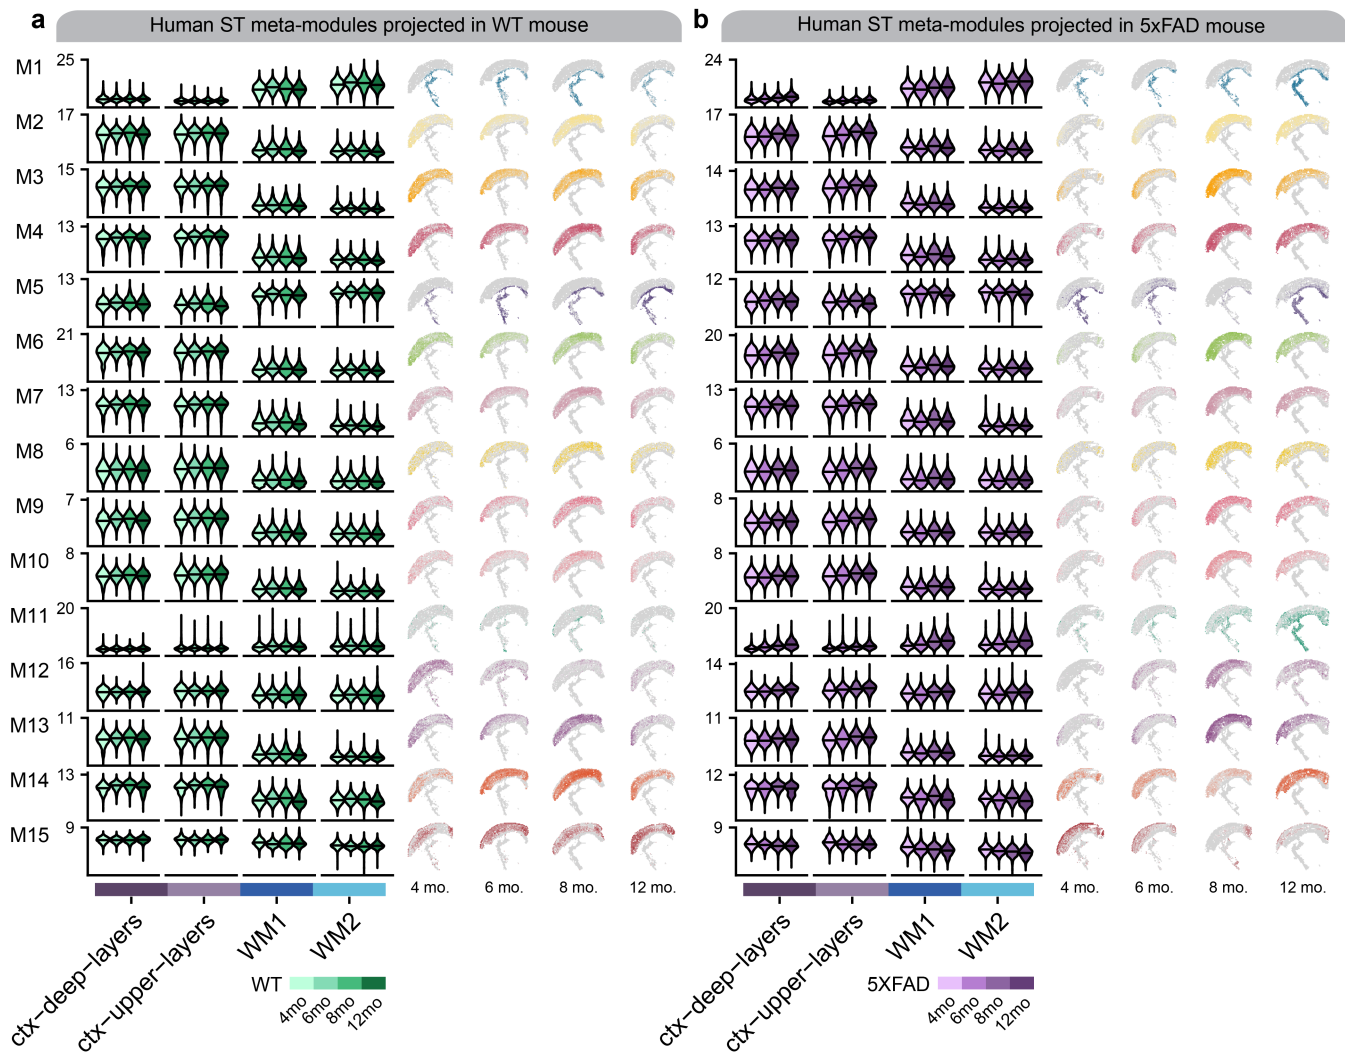 a
Human ST meta-modules projected in WT mouse
M1
25
M2
17
M3
15
M4
13
M5
13
M6
21
M7
13
M8
6
M9
7
M10
8
M11
20
M12
16
M13
11
M14
13
M15
9
4 mo.
6 mo.
8 mo.
12 mo.
ctx−deep−layers
ctx−upper−layers
WM1
WM2
WT
4mo
6mo
8mo
12mo
b
Human ST meta-modules projected in 5xFAD mouse
24
17
14
13
12
20
13
6
8
8
20
14
11
12
9
4 mo.
6 mo.
8 mo.
12 mo.
ctx−deep−layers
ctx−upper−layers
WM1
WM2
5XFAD
4mo
6mo
8mo
12mo